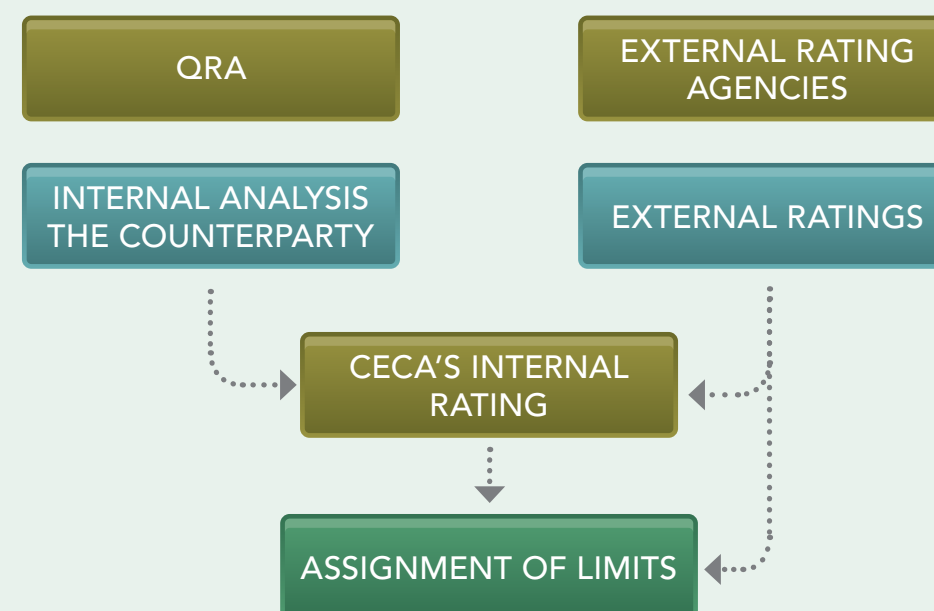 QRA
EXTERNAL RATING
AGENCIES
INTERNAL ANALYSIS
THE COUNTERPARTY
EXTERNAL RATINGS
CECA'S INTERNAL
RATING
ASSIGNMENT OF LIMITS